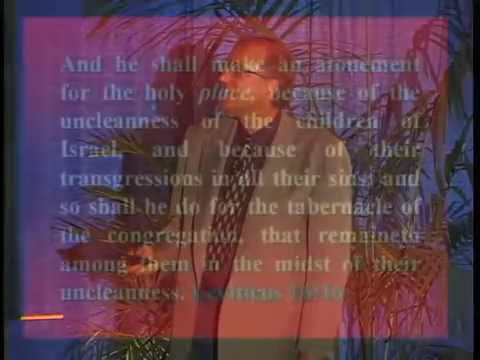 And he shall make an atonement
for the holy place, because of the
uncleanness of the children of
Israel, and because of their
transgressions in all their sins: and
so shall he do for the tabernacle of
the congregation, that remaineth
among them in the midst of their
uncleanness. Leviticus 16:16